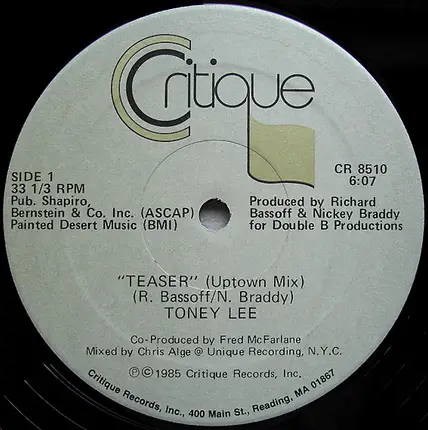 Critique
SIDE 1
33 1/3 RPM
Pub. Shapiro,
Bernstein & Co. Inc. (ASCAP)
Painted Desert Music (BMI)
CR 8510
6:07
Produced by Richard
Bassoff & Nickey Braddy
for Double B Productions
"TEASER" (Uptown Mix)
(R. Bassoff/N. Braddy)
TONEY LEE
Co-Produced by Fred McFarlane
Mixed by Chris Alge @ Unique Recording, N.Y.C.
Ⓟ©1985 Critique Records, Inc.
Critique Records, Inc., 400 Main St., Reading, MA 01867